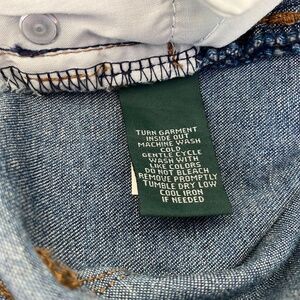 TURN GARMENT
INSIDE OUT
MACHINE WASH
COLD
GENTLE CYCLE
WASH WITH
LIKE COLORS
DO NOT BLEACH
REMOVE PROMPTLY
TUMBLE DRY LOW
COOL IRON
IF NEEDED